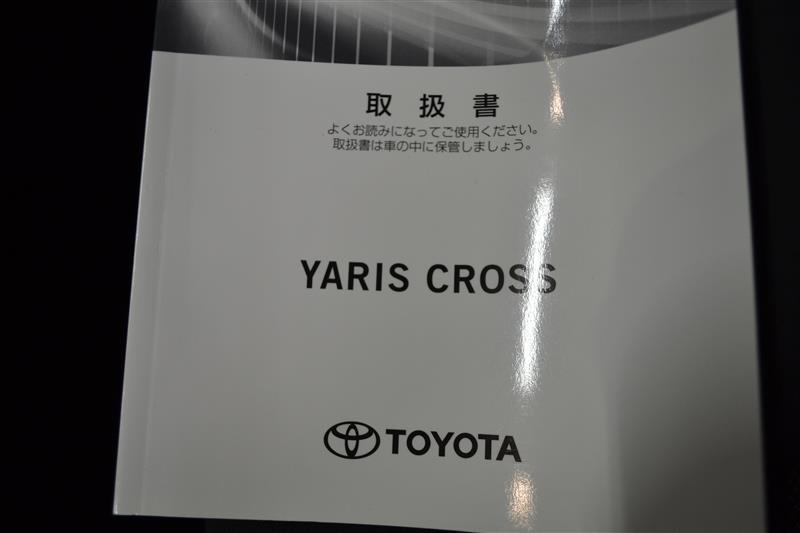 取扱書
よくお読みになってご使用ください。
取扱書は車の中に保管しましょう。
YARIS CROSS
TOYOTA